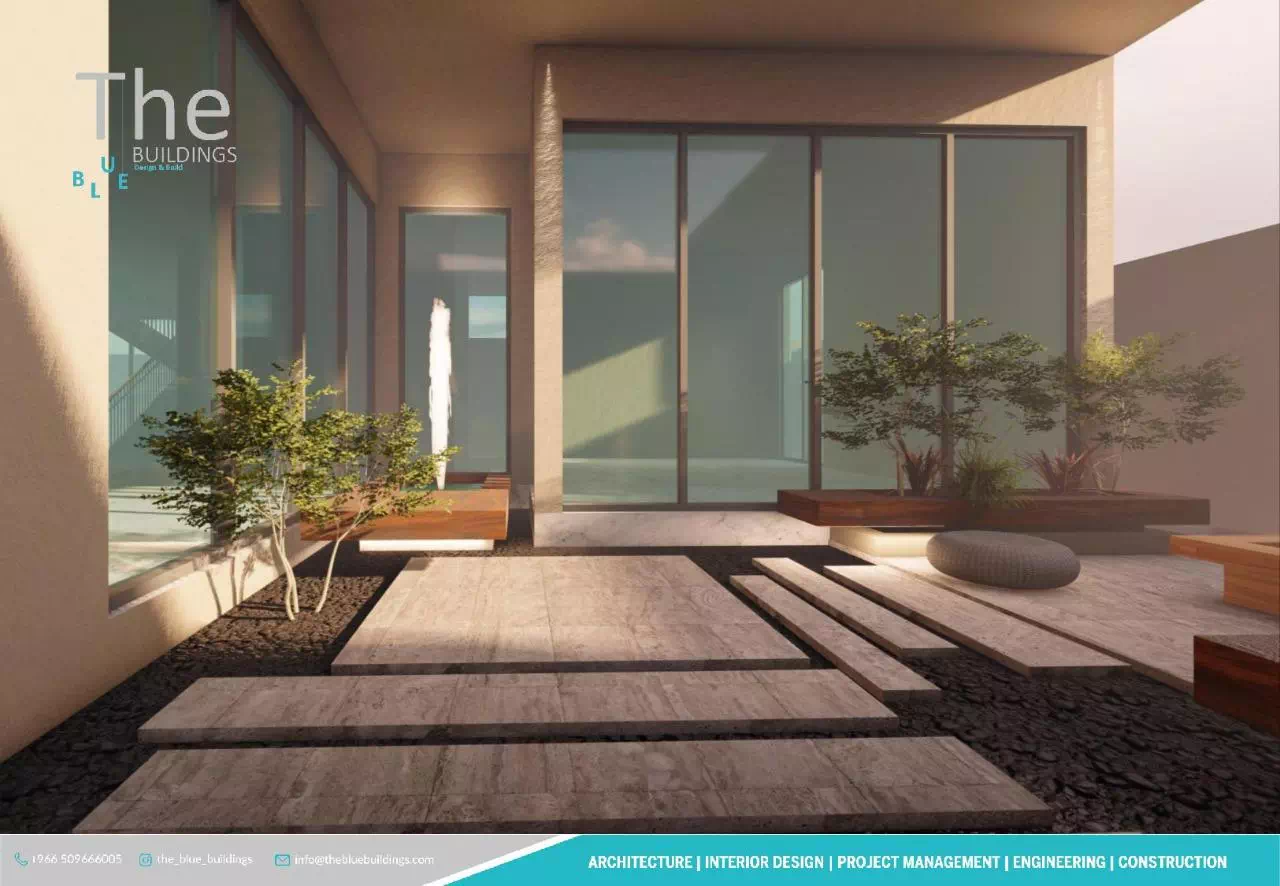 The
BUILDINGS
Design & Build
BLUE
+966 509666005
the_blue_buildings
info@thebluebuildings.com
ARCHITECTURE | INTERIOR DESIGN | PROJECT MANAGEMENT | ENGINEERING | CONSTRUCTION